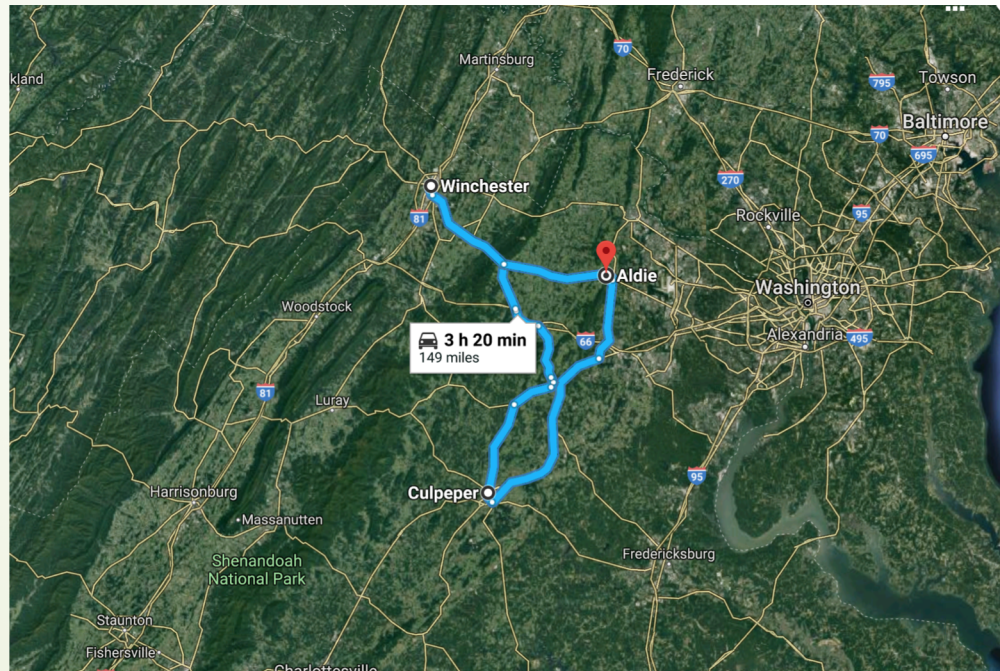 Martinsburg
70
kland
Frederick
795
Towson
Baltimore
70
695
Winchester
270
81
Rockville
95
Aldie
Washington
Woodstock
3 h 20 min
149 miles
66
Alexandria
495
81
Luray
95
Culpeper
Harrisonburg
Massanutten
Shenandoah
National Park
Fredericksburg
Staunton
Fishersville
Charlottesville